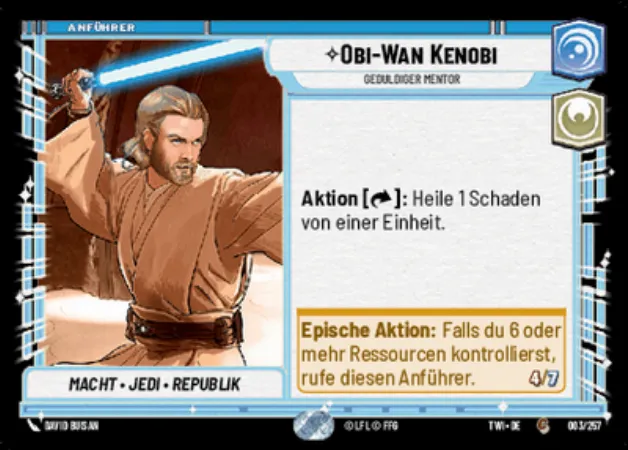 ANFÜHRER
Obi-Wan Kenobi
GEDULDIGER MENTOR
Aktion [ ]: Heile 1 Schaden
von einer Einheit.
Epische Aktion: Falls du 6 oder
mehr Ressourcen kontrollierst,
rufe diesen Anführer. 4/7
MACHT • JEDI • REPUBLIK
DAVID BUISAN
© LFL © FFG
TWI • DE
003/257